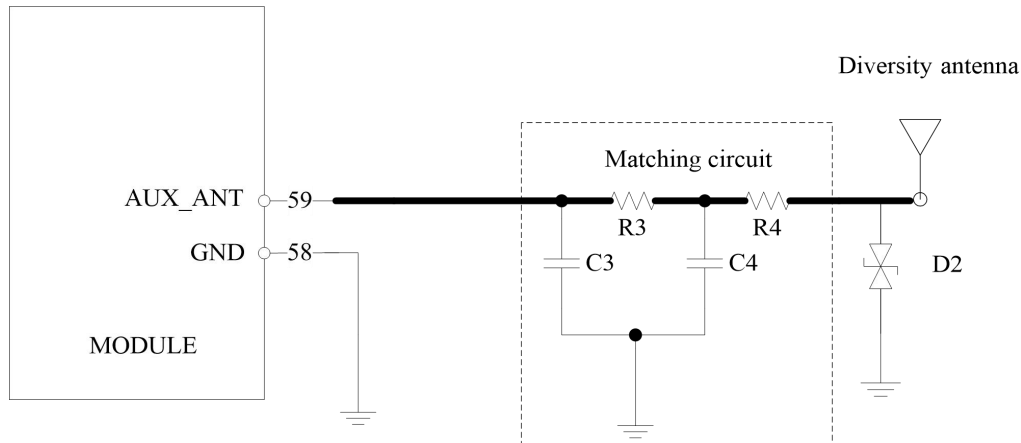 Diversity antenna
Matching circuit
AUX_ANT 59
R3 R4
GND 58
C3 C4 D2
MODULE